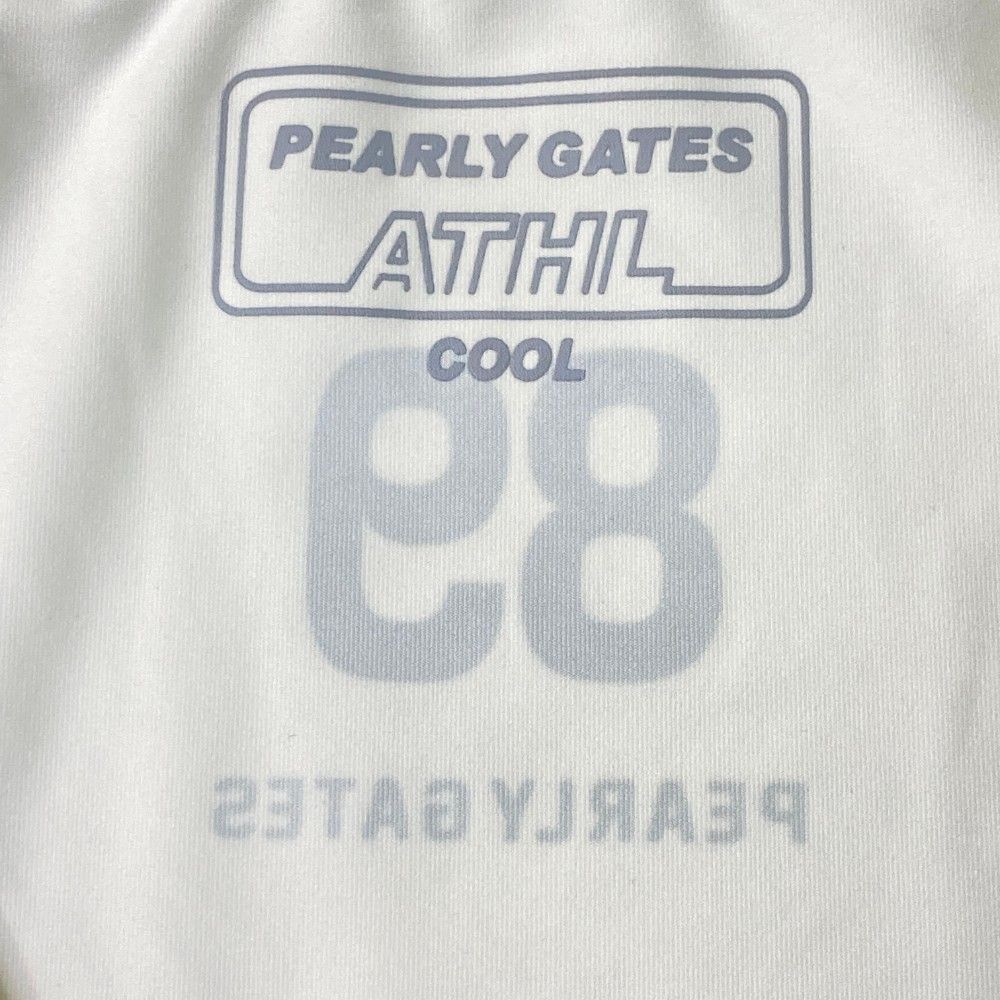 PEARLY GATES
ATHL
COOL
89
PEARLYGATES